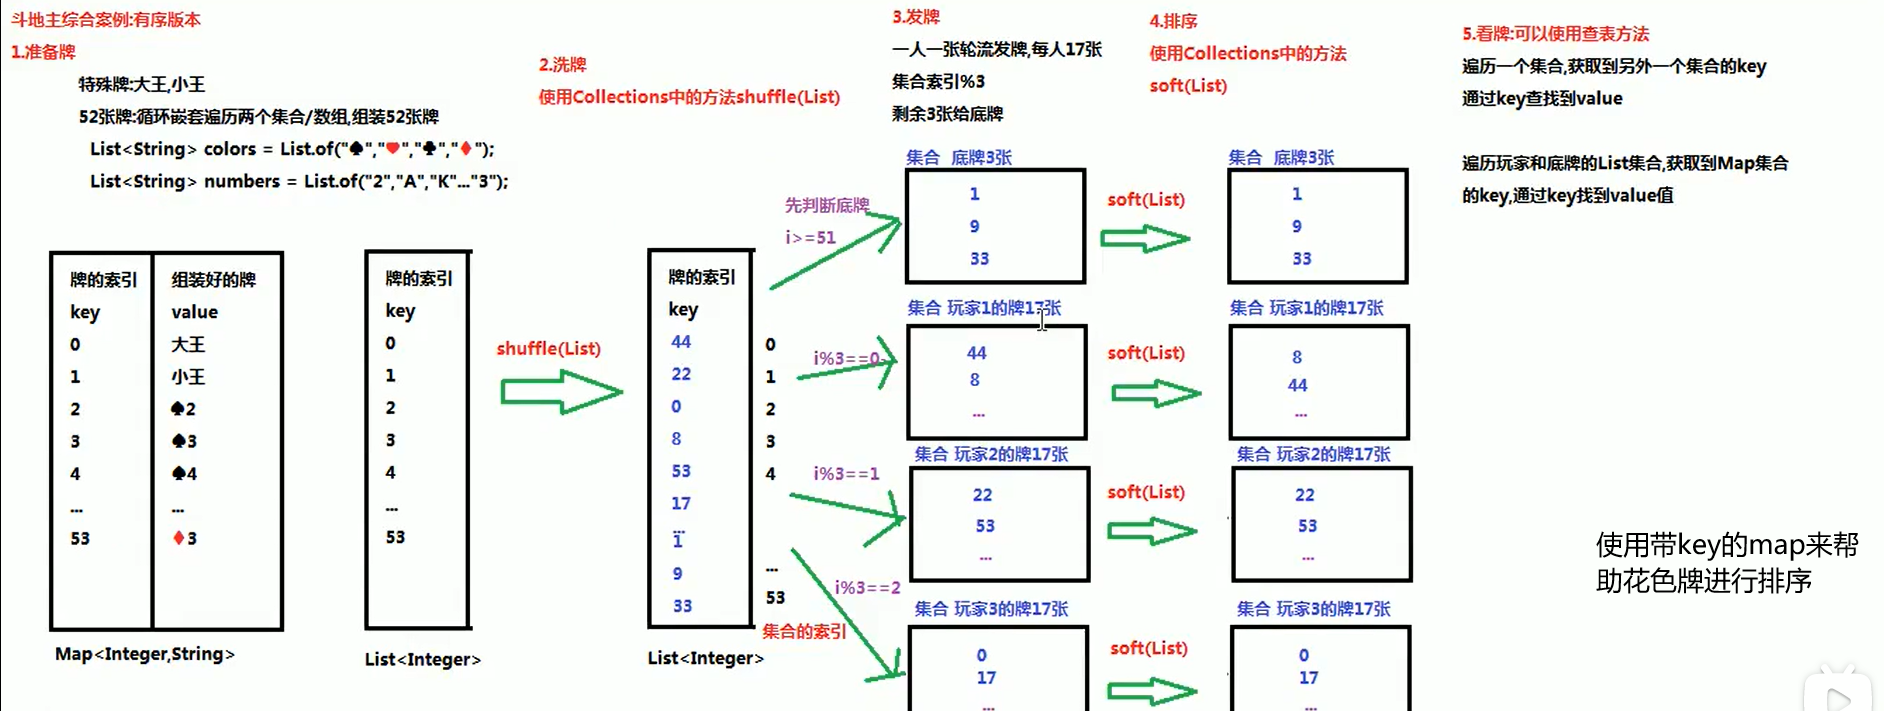 斗地主综合案例:有序版本
1.准备牌
特殊牌:大王,小王
52张牌:循环嵌套遍历两个集合/数组,组装52张牌
List<String> colors = List.of("♠","♥","♣","♦");
List<String> numbers = List.of("2","A","K"..."3");
2.洗牌
使用Collections中的方法shuffle(List)
3.发牌
一人一张轮流发牌,每人17张
集合索引%3
剩余3张给底牌
4.排序
使用Collections中的方法
soft(List)
5.看牌:可以使用查表方法
遍历一个集合,获取到另外一个集合的key
通过key查找到value
遍历玩家和底牌的List集合,获取到Map集合
的key,通过key找到value值
牌的索引 组装好的牌
key value
0 大王
1 小王
2 ♠2
3 ♠3
4 ♠4
... ...
53 ♦3
Map<Integer,String>
牌的索引
key
0
1
2
3
4
...
53
List<Integer>
shuffle(List)
牌的索引
key
44
22
0
8
53
17
...
1
9
33
List<Integer>
0
1
2
3
4
...
53
集合的索引
先判断底牌
i>=51
i%3==0
i%3==1
i%3==2
集合 底牌3张
1
9
33
soft(List)
集合 底牌3张
1
9
33
集合 玩家1的牌17张
44
8
...
soft(List)
集合 玩家1的牌17张
8
44
...
集合 玩家2的牌17张
22
53
...
soft(List)
集合 玩家2的牌17张
22
53
...
集合 玩家3的牌17张
0
17
...
soft(List)
集合 玩家3的牌17张
0
17
...
使用带key的map来帮
助花色牌进行排序